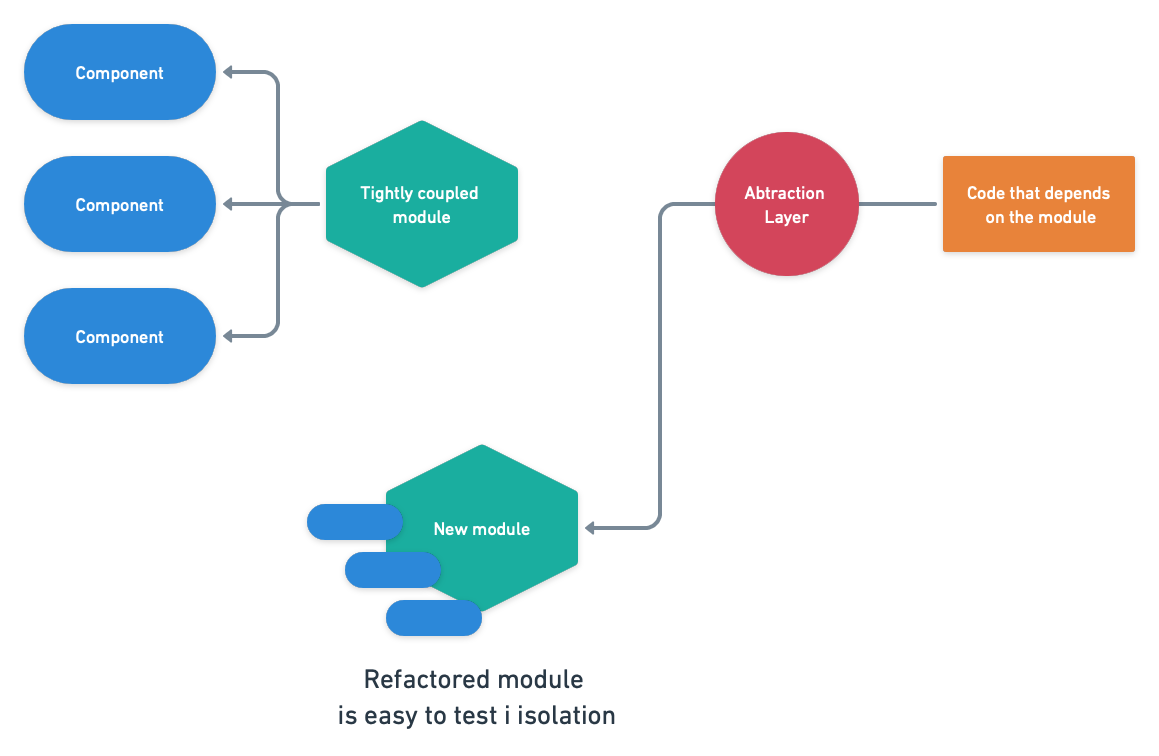 Component
Component
Component
Tightly coupled
module
Abtraction
Layer
Code that depends
on the module
New module
Refactored module
is easy to test i isolation